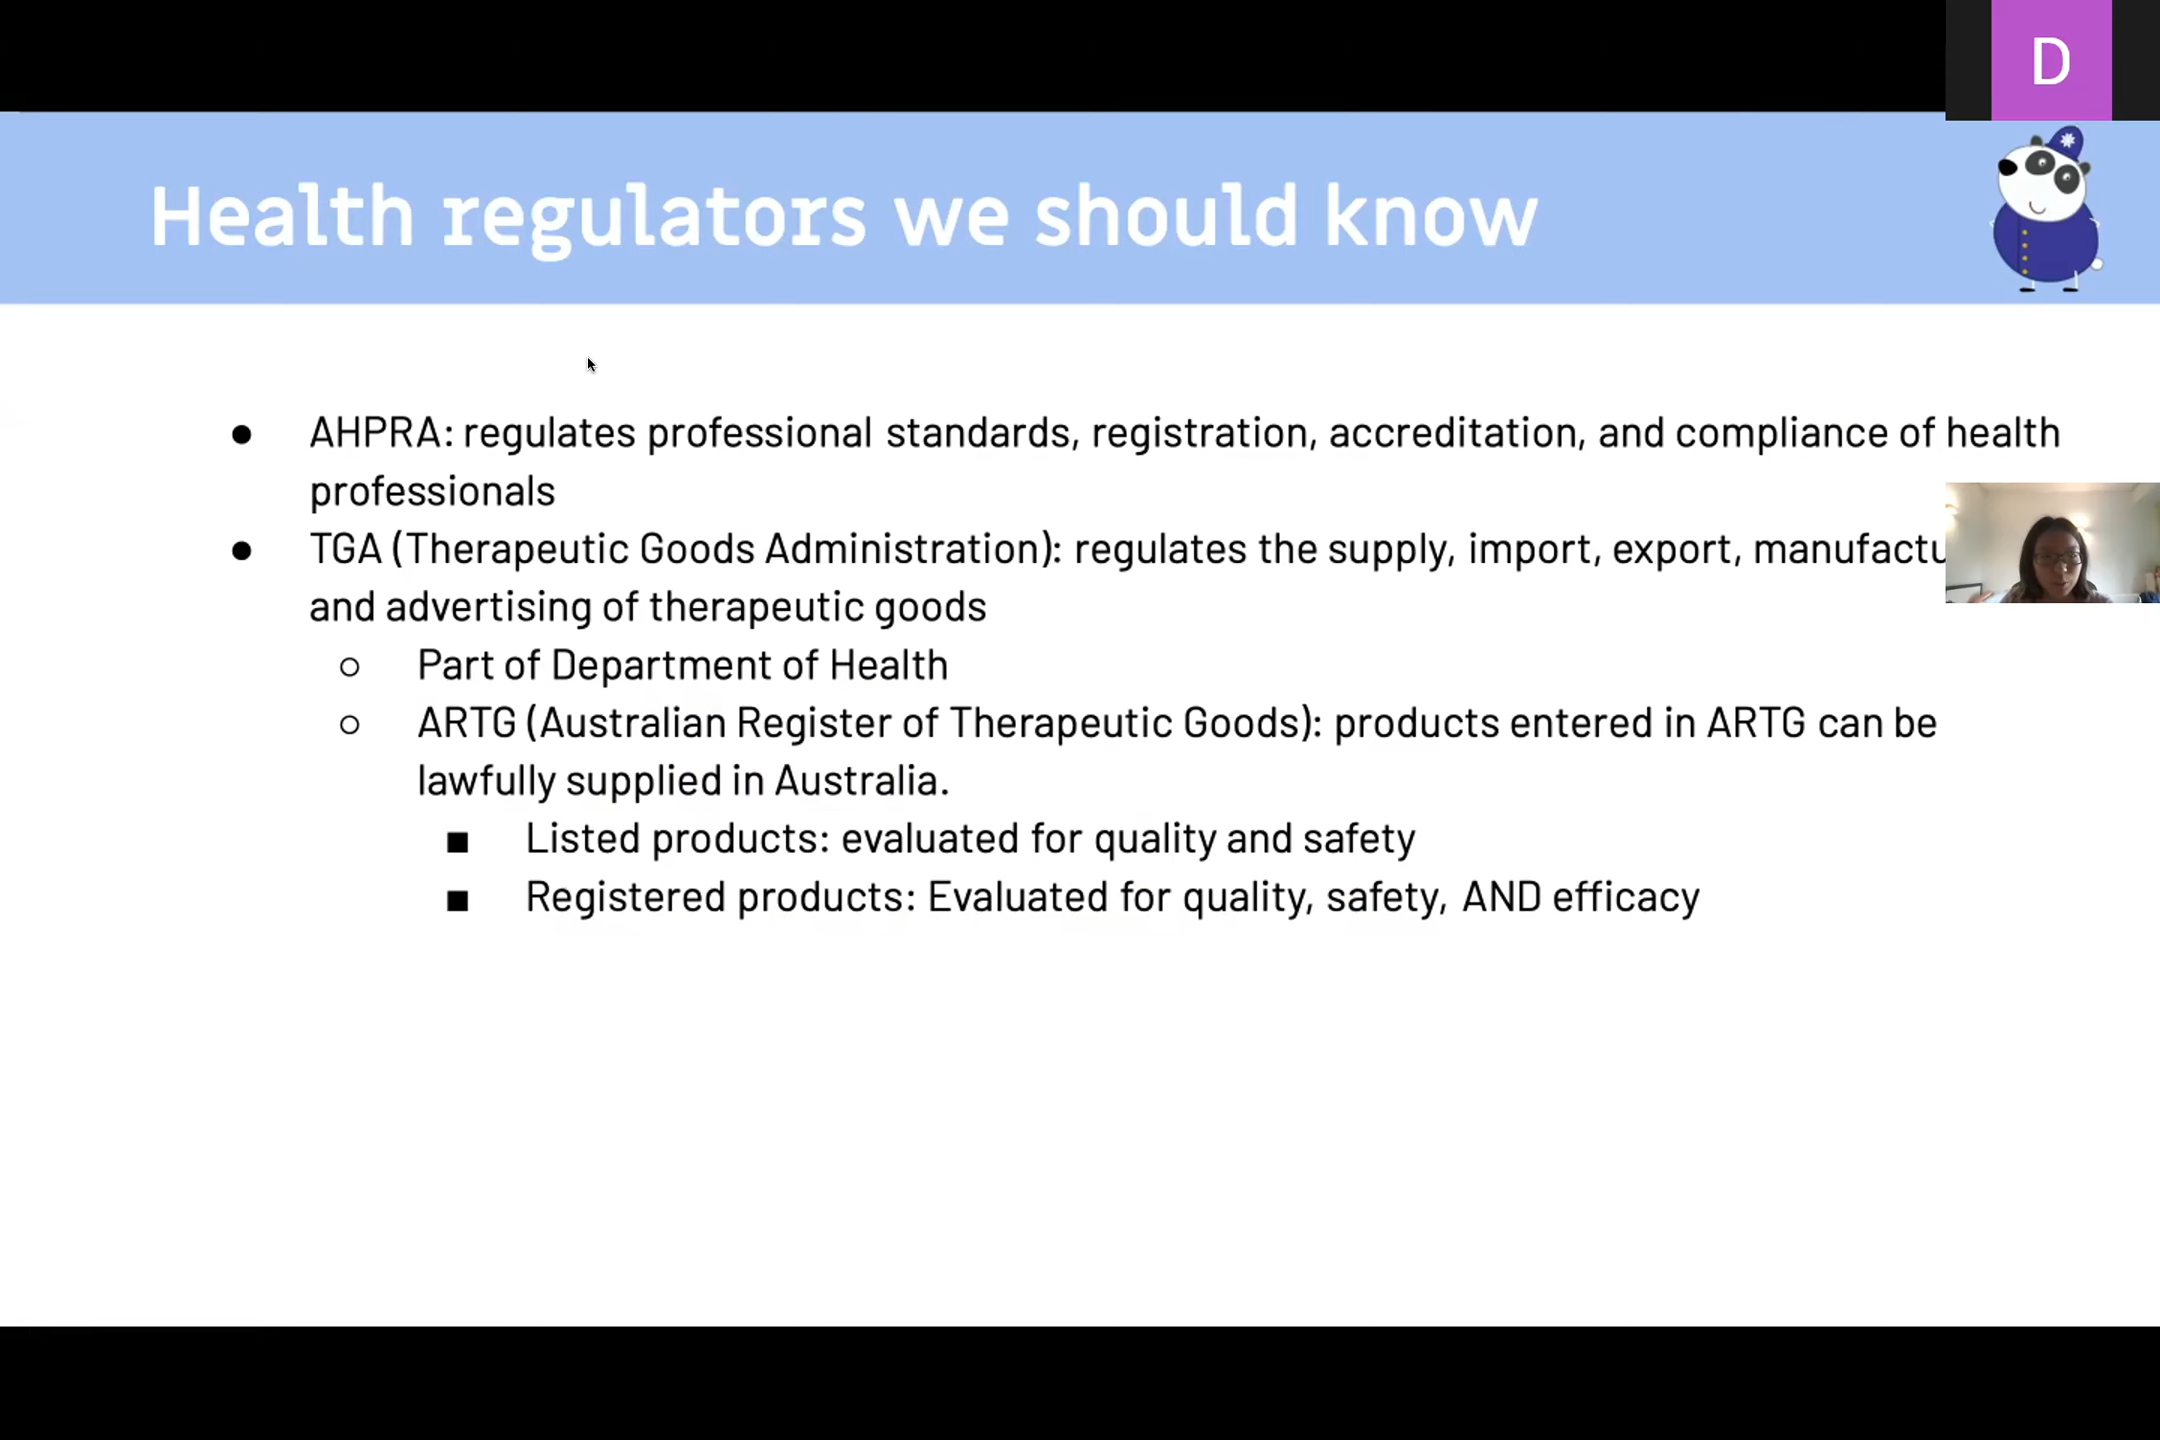 D
Health regulators we should know
● AHPRA: regulates professional standards, registration, accreditation, and compliance of health
professionals
● TGA (Therapeutic Goods Administration): regulates the supply, import, export,
and advertising of therapeutic goods
○ Part of Department of Health
○ ARTG (Australian Register of Therapeutic Goods): products entered in ARTG can be
lawfully supplied in Australia.
■ Listed products: evaluated for quality and safety
■ Registered products: Evaluated for quality, safety, AND efficacy